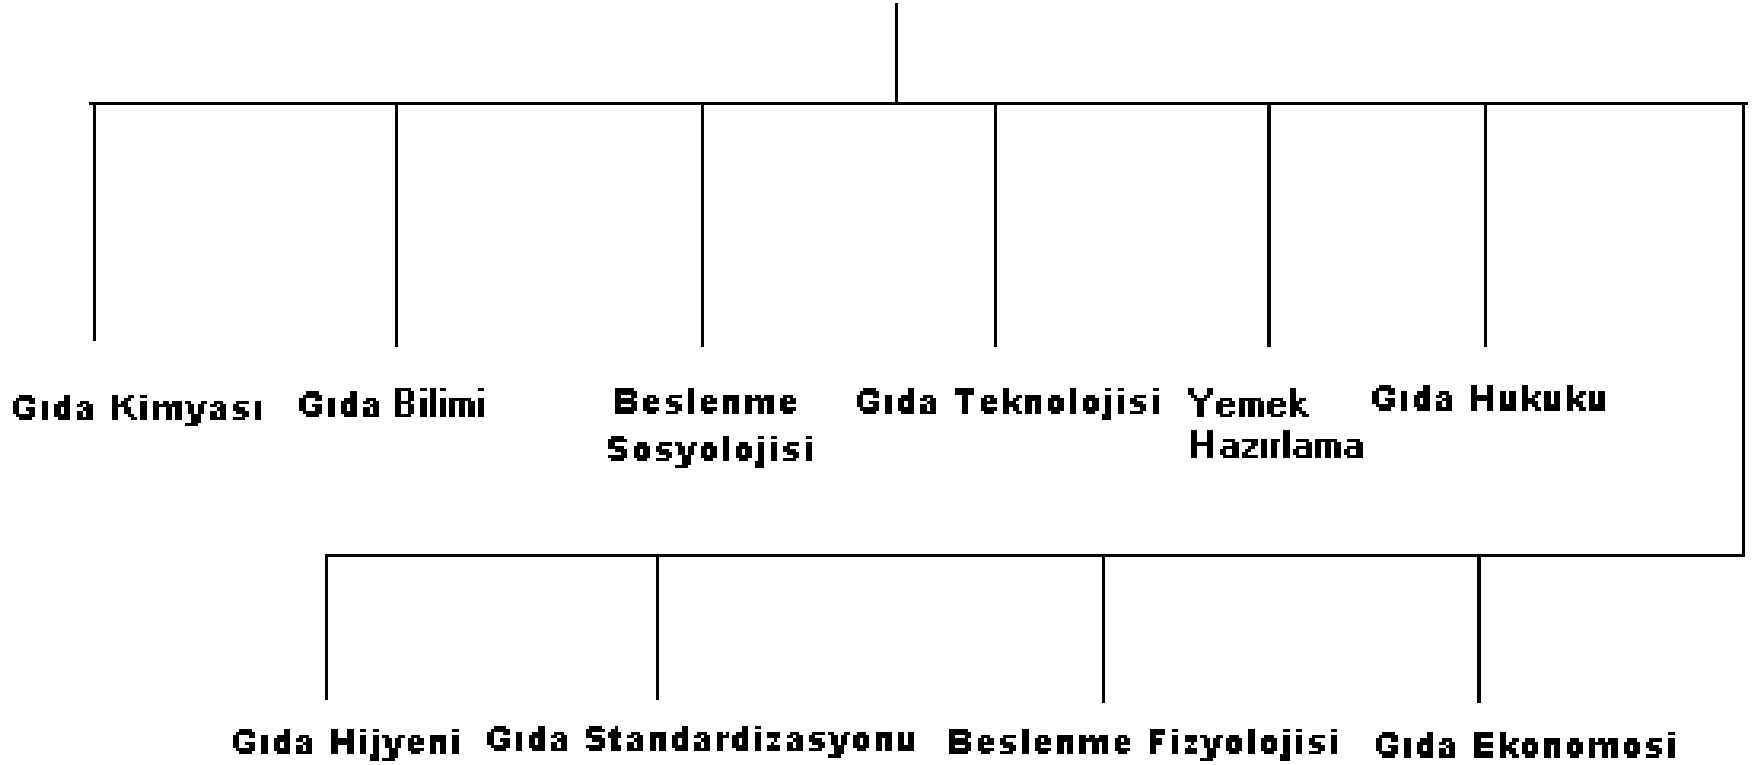 Gıda Kimyası
Gıda Bilimi
Beslenme
Sosyolojisi
Gıda Teknolojisi
Yemek
Hazırlama
Gıda Hukuku
Gıda Hijyeni
Gıda Standardizasyonu
Beslenme Fizyolojisi
Gıda Ekonomosi